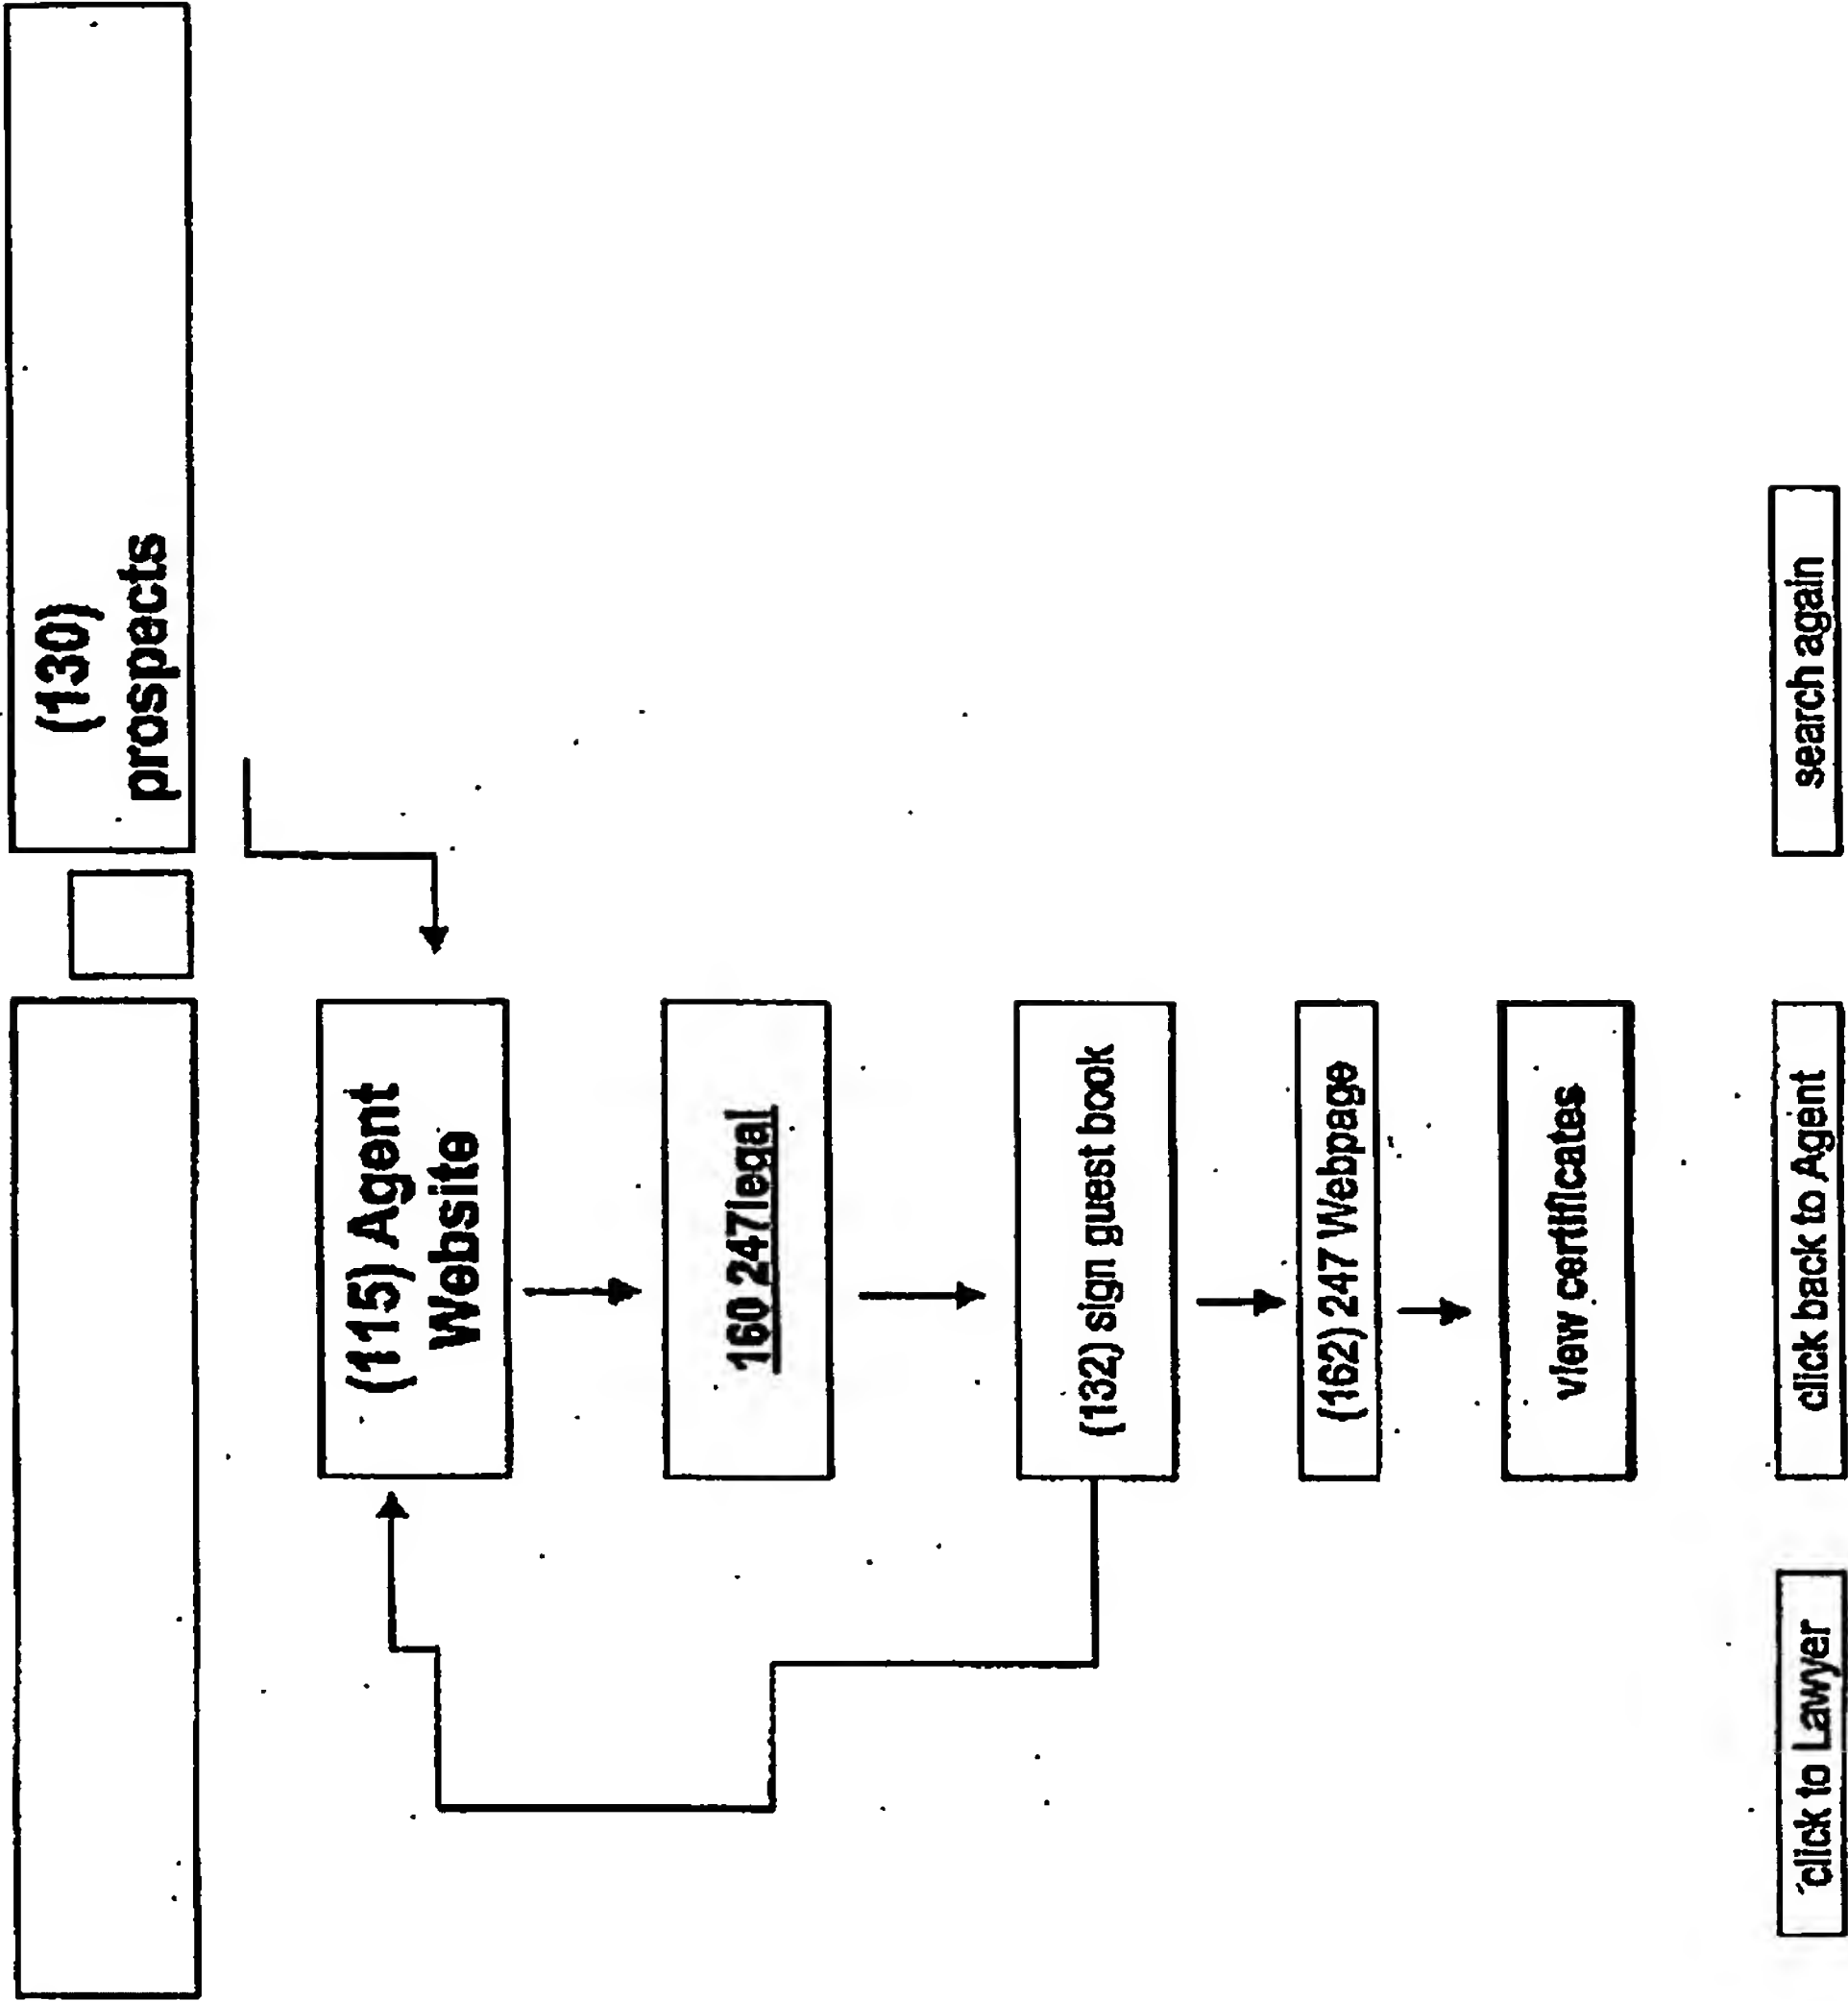 (130)
prospects
(115) Agent
Website
160 247legal
(132) sign guest book
(162) 247 Webpage
view certificates
click to Lawyer
click back to Agent
search again